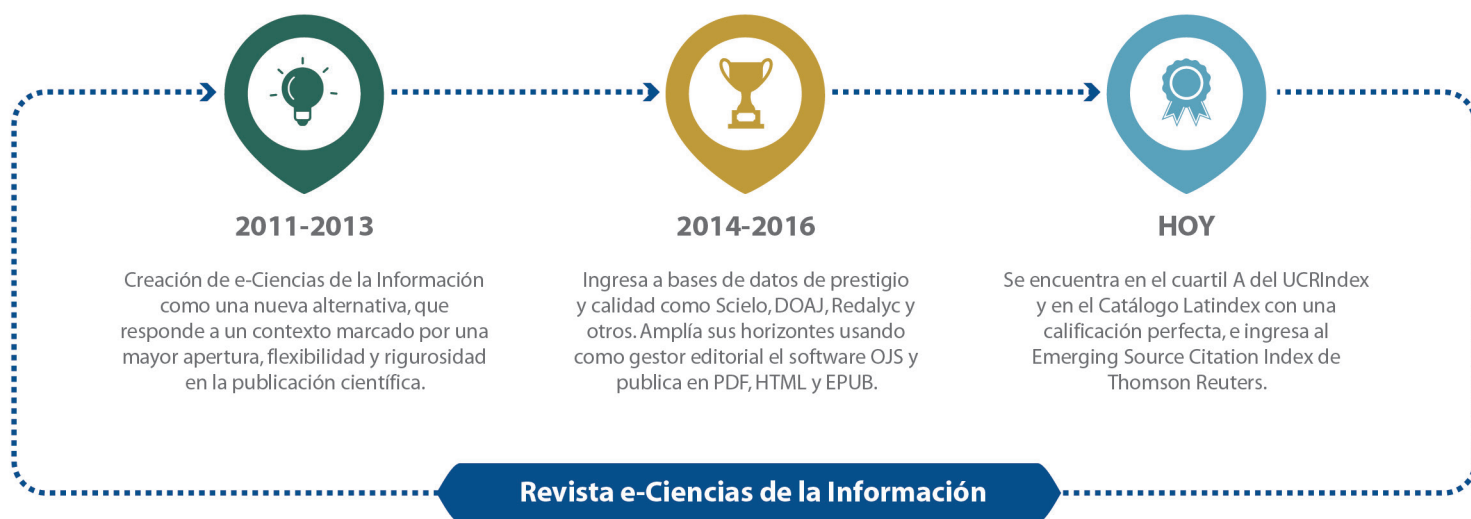 2011-2013
Creación de e-Ciencias de la Información
como una nueva alternativa, que
responde a un contexto marcado por una
mayor apertura, flexibilidad y rigurosidad
en la publicación científica.
2014-2016
Ingresa a bases de datos de prestigio
y calidad como Scielo, DOAJ, Redalyc y
otros. Amplía sus horizontes usando
como gestor editorial el software OJS y
publica en PDF, HTML y EPUB.
HOY
Se encuentra en el cuartil A del UCRIndex
y en el Catálogo Latindex con una
calificación perfecta, e ingresa al
Emerging Source Citation Index de
Thomson Reuters.
Revista e-Ciencias de la Información